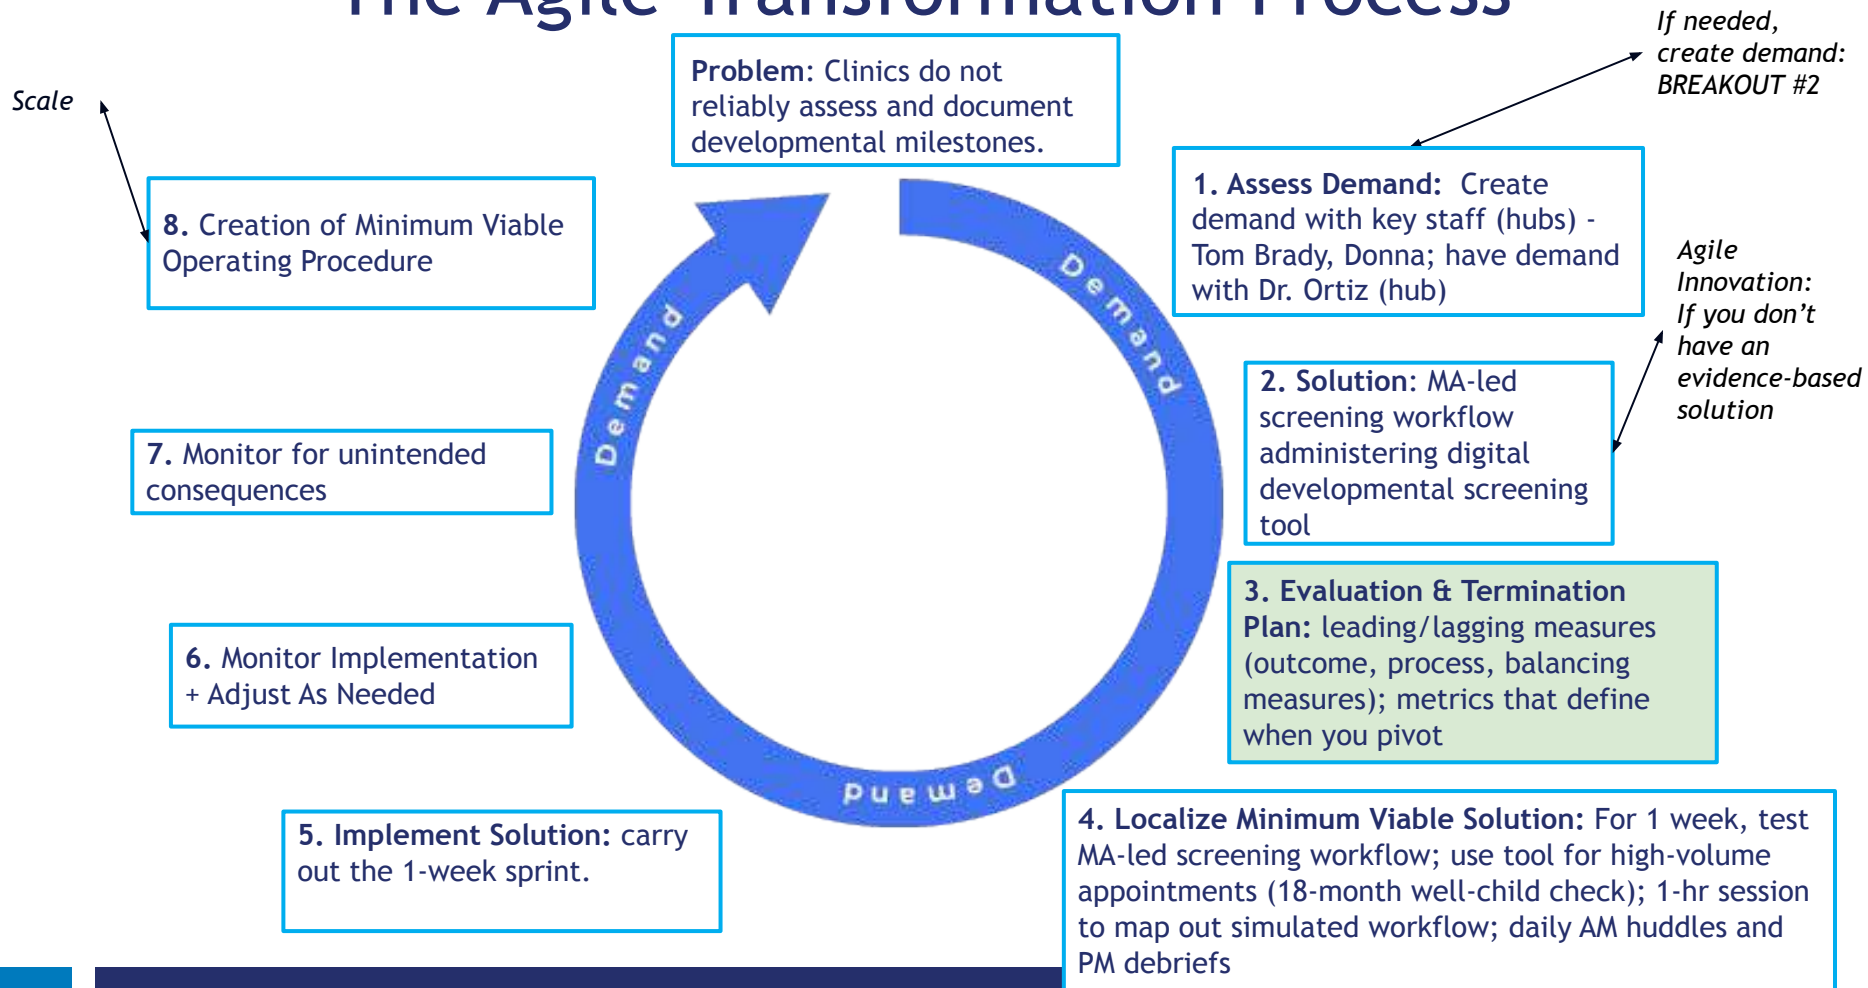 The Agile Transformation Process
If needed,
create demand:
BREAKOUT #2
Scale
Problem: Clinics do not
reliably assess and document
developmental milestones.
1. Assess Demand: Create
demand with key staff (hubs) -
Tom Brady, Donna; have demand
with Dr. Ortiz (hub)
Agile
Innovation:
If you don't
have an
evidence-based
solution
2. Solution: MA-led
screening workflow
administering digital
developmental screening
tool
3. Evaluation & Termination
Plan: leading/lagging measures
(outcome, process, balancing
measures); metrics that define
when you pivot
4. Localize Minimum Viable Solution: For 1 week, test
MA-led screening workflow; use tool for high-volume
appointments (18-month well-child check); 1-hr session
to map out simulated workflow; daily AM huddles and
PM debriefs
5. Implement Solution: carry
out the 1-week sprint.
6. Monitor Implementation
+ Adjust As Needed
7. Monitor for unintended
consequences
8. Creation of Minimum Viable
Operating Procedure
Demand
Demand
Demand